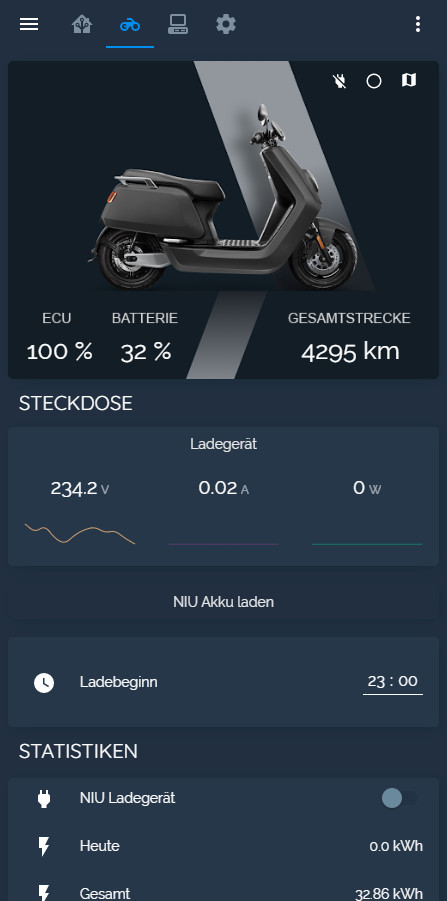 ECU BATTERIE GESAMTSTRECKE
100 % 32 % 4295 km
STECKDOSE
Ladegerät
234.2 V 0.02 A 0 W
NIU Akku laden
Ladebeginn 23 : 00
STATISTIKEN
NIU Ladegerät
Heute 0.0 kWh
Gesamt 32.86 kWh